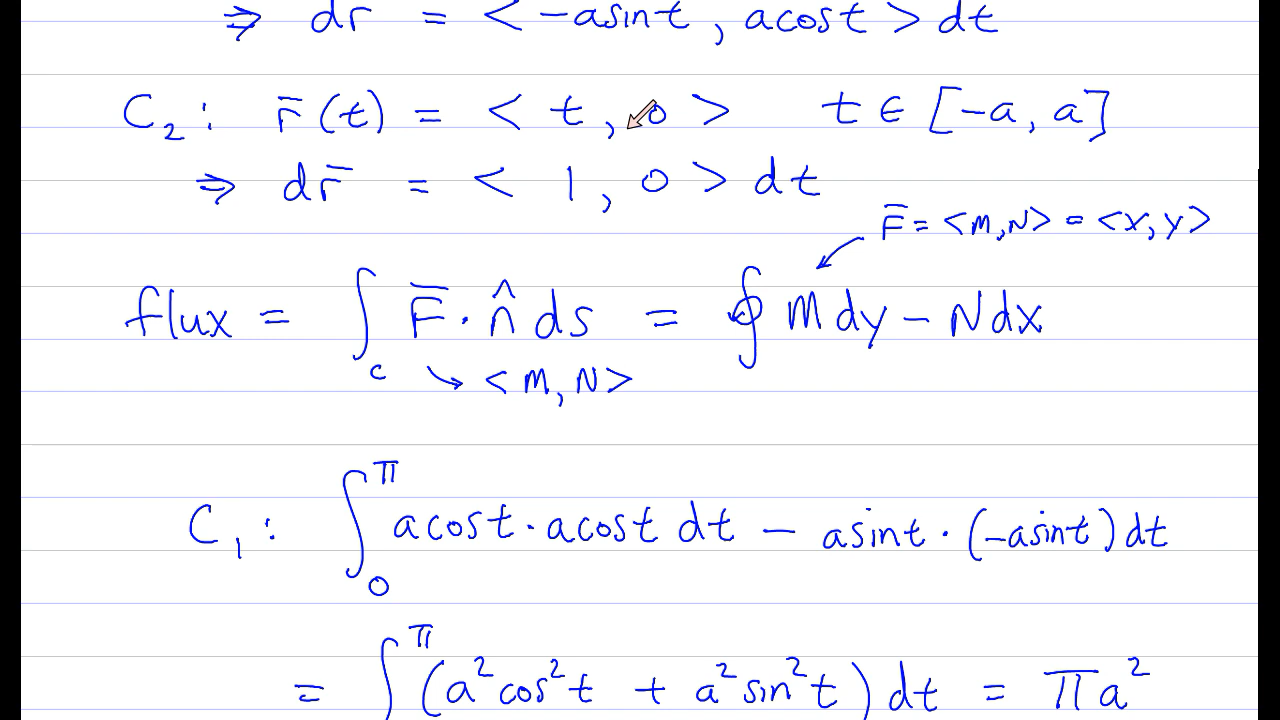 ⇒ dr̄ = < -asint , acost > dt
C₂ : r̄(t) = < t , 0 > t ∈ [-a, a]
⇒ dr̄ = < 1 , 0 > dt
F̄ = <M,N> = <x,y>
flux = ∫_c F̄ · n̂ ds = ∮ M dy - N dx
↘ < M, N >
C₁ : ∫₀^π acost · acost dt - asint · (-asint) dt
= ∫^π (a²cos²t + a²sin²t) dt = πa²